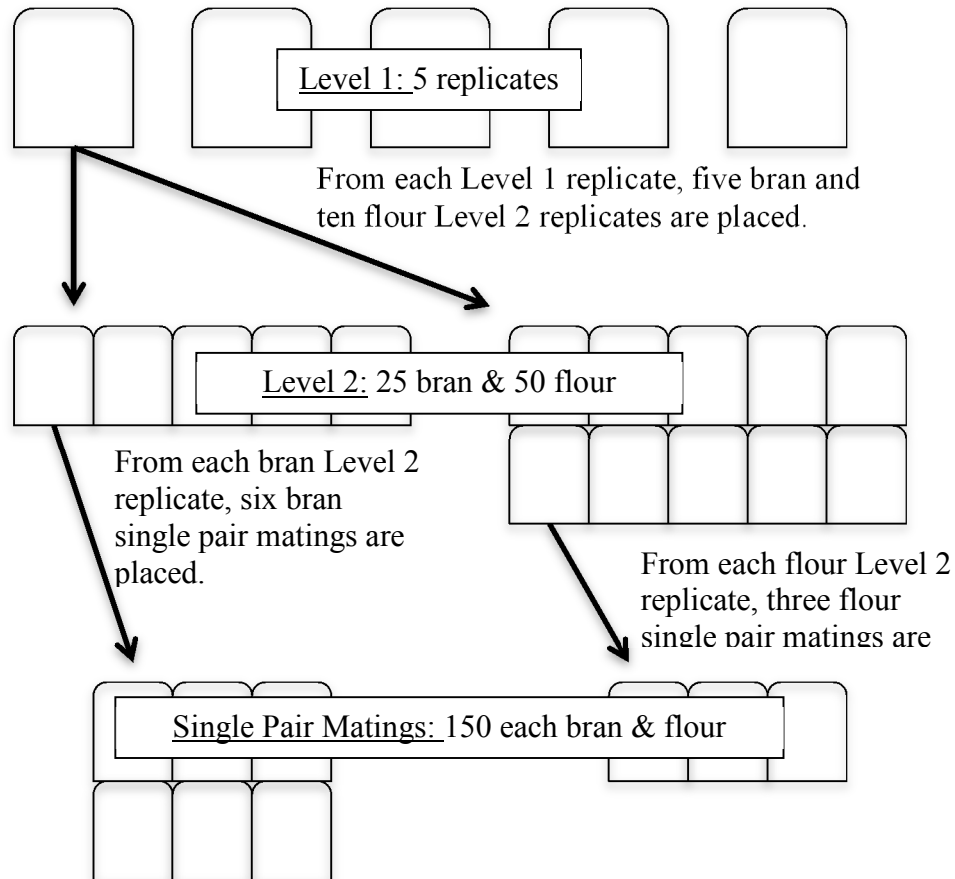 Level 1: 5 replicates
From each Level 1 replicate, five bran and
ten flour Level 2 replicates are placed.
Level 2: 25 bran & 50 flour
From each bran Level 2
replicate, six bran
single pair matings are
placed.
From each flour Level 2
replicate, three flour
single pair matings are
Single Pair Matings: 150 each bran & flour